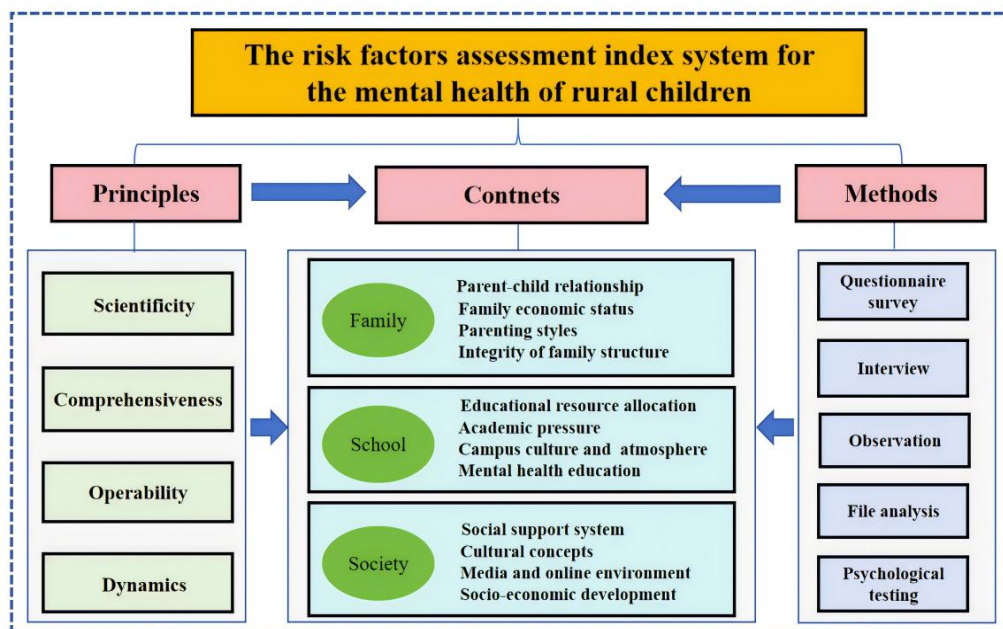 The risk factors assessment index system for
the mental health of rural children
Principles
Contnets
Methods
Scientificity
Comprehensiveness
Operability
Dynamics
Family
Parent-child relationship
Family economic status
Parenting styles
Integrity of family structure
School
Educational resource allocation
Academic pressure
Campus culture and atmosphere
Mental health education
Society
Social support system
Cultural concepts
Media and online environment
Socio-economic development
Questionnaire
survey
Interview
Observation
File analysis
Psychological
testing